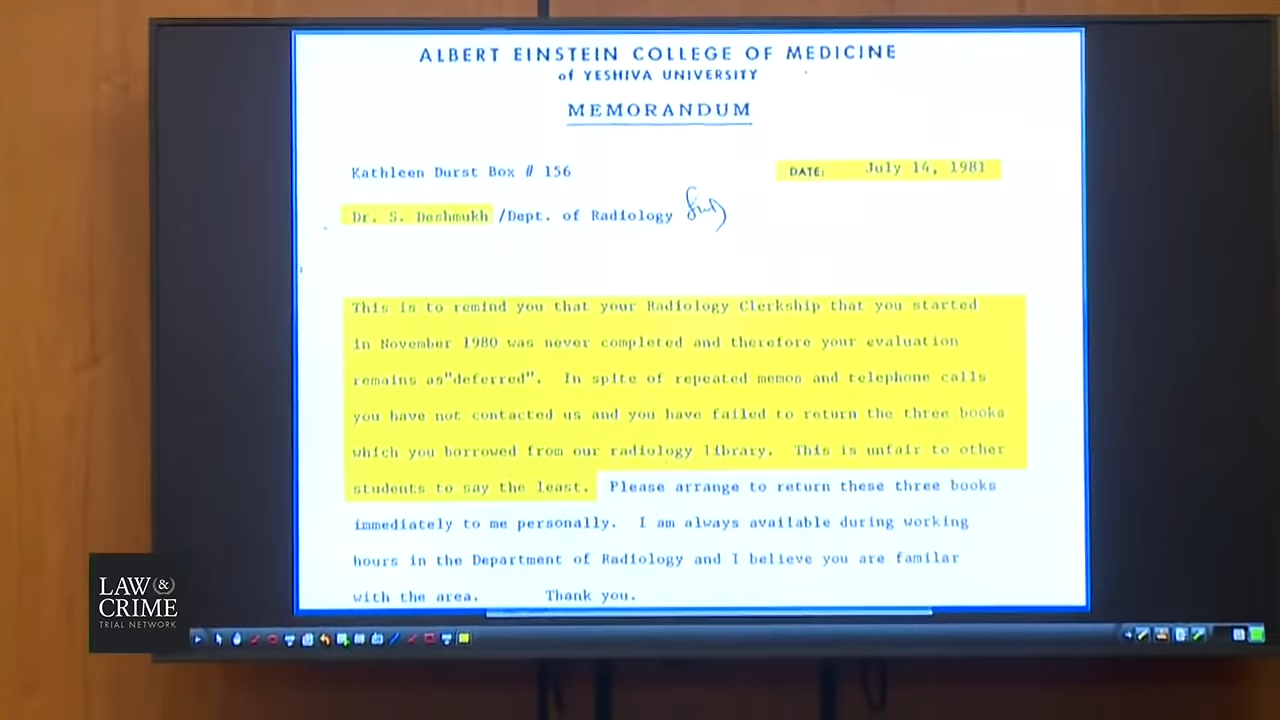 ALBERT EINSTEIN COLLEGE OF MEDICINE
of YESHIVA UNIVERSITY
MEMORANDUM
Kathleen Durst Box # 156
DATE: July 14, 1981
Dr. S. Deshmukh /Dept. of Radiology
This is to remind you that your Radiology Clerkship that you started
in November 1980 was never completed and therefore your evaluation
remains as"deferred". In spite of repeated memos and telephone calls
you have not contacted us and you have failed to return the three books
which you borrowed from our radiology library. This is unfair to other
students to say the least. Please arrange to return these three books
immediately to me personally. I am always available during working
hours in the Department of Radiology and I believe you are familar
with the area. Thank you.
LAW &
CRIME
TRIAL NETWORK